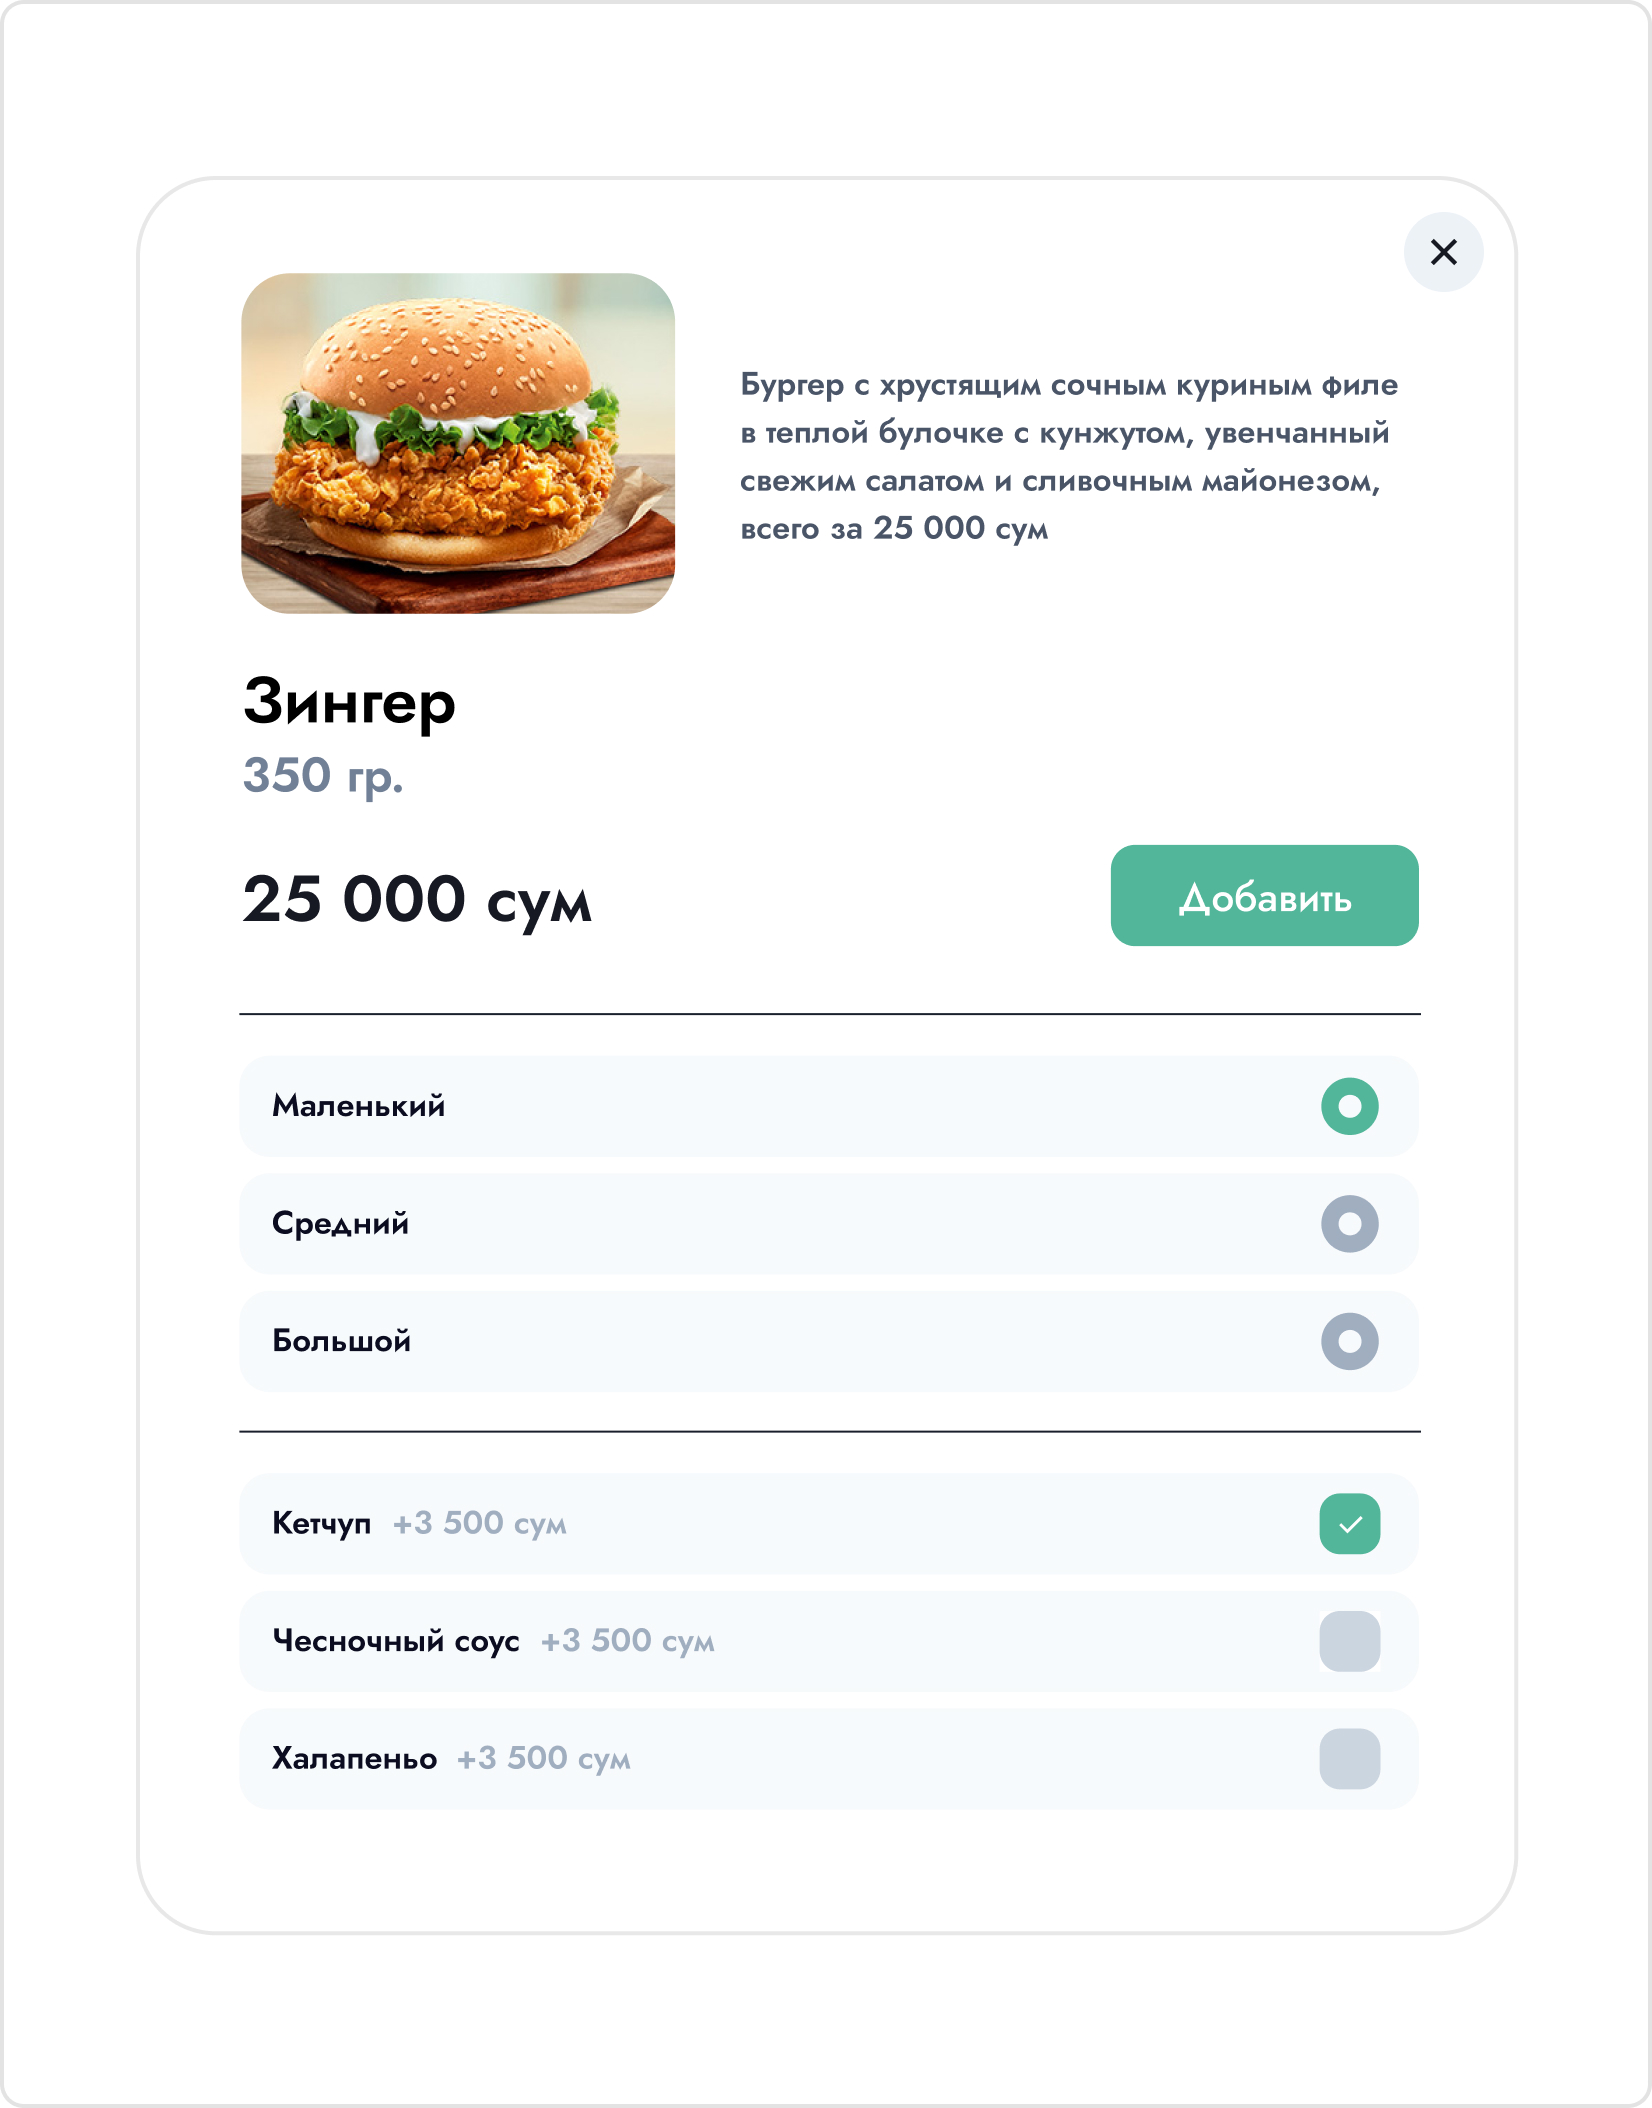 Бургер с хрустящим сочным куриным филе
в теплой булочке с кунжутом, увенчанный
свежим салатом и сливочным майонезом,
всего за 25 000 сум
Зингер
350 гр.
25 000 сум
Добавить
Маленький
Средний
Большой
Кетчуп +3 500 сум
Чесночный соус +3 500 сум
Халапеньо +3 500 сум